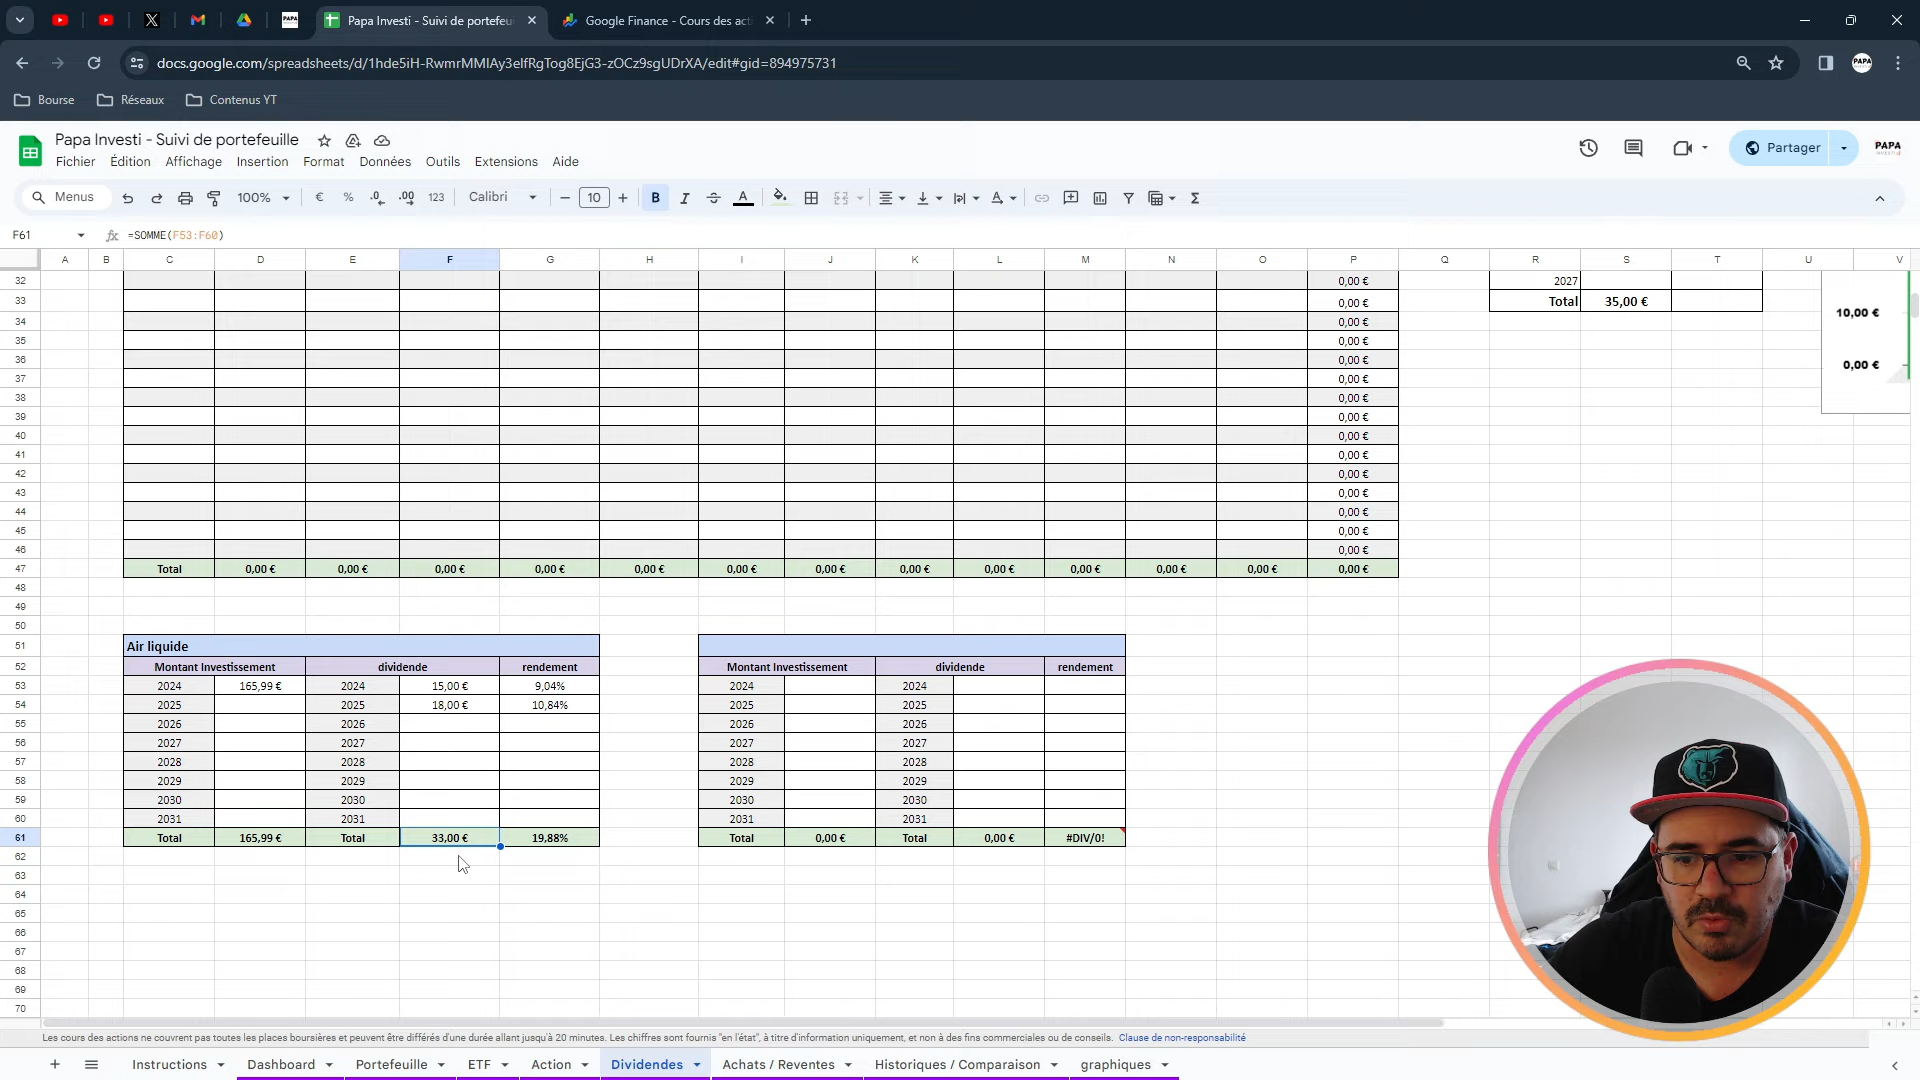 PAPA
Papa Investi - Suivi de portefeu
Google Finance - Cours des act
docs.google.com/spreadsheets/d/1hde5iH-RwmrMMIAy3elfRgTog8EjG3-zOCz9sgUDrXA/edit#gid=894975731
PAPA
Bourse Réseaux Contenus YT
Papa Investi - Suivi de portefeuille
Partager
PAPA
Fichier Édition Affichage Insertion Format Données Outils Extensions Aide
Menus 100% € % .0 .00 123 Calibri 10 B I A Σ
F61 fx =SOMME(F53:F60)
A B C D E F G H I J K L M N O P Q R S T U V
32 0,00 € 2027
33 0,00 € Total 35,00 € 10,00 €
34 0,00 €
35 0,00 €
36 0,00 € 0,00 €
37 0,00 €
38 0,00 €
39 0,00 €
40 0,00 €
41 0,00 €
42 0,00 €
43 0,00 €
44 0,00 €
45 0,00 €
46 0,00 €
47 Total 0,00 € 0,00 € 0,00 € 0,00 € 0,00 € 0,00 € 0,00 € 0,00 € 0,00 € 0,00 € 0,00 € 0,00 € 0,00 €
48
49
50
51 Air liquide
52 Montant Investissement dividende rendement Montant Investissement dividende rendement
53 2024 165,99 € 2024 15,00 € 9,04% 2024 2024
54 2025 2025 18,00 € 10,84% 2025 2025
55 2026 2026 2026 2026
56 2027 2027 2027 2027
57 2028 2028 2028 2028
58 2029 2029 2029 2029
59 2030 2030 2030 2030
60 2031 2031 2031 2031
61 Total 165,99 € Total 33,00 € 19,88% Total 0,00 € Total 0,00 € #DIV/0!
62
63
64
65
66
67
68
69
70
Les cours des actions ne couvrent pas toutes les places boursières et peuvent être différés d'une durée allant jusqu'à 20 minutes. Les chiffres sont fournis "en l'état", à titre d'information uniquement, et non à des fins commerciales ou de conseils. Clause de non-responsabilité
Instructions Dashboard Portefeuille ETF Action Dividendes Achats / Reventes Historiques / Comparaison graphiques